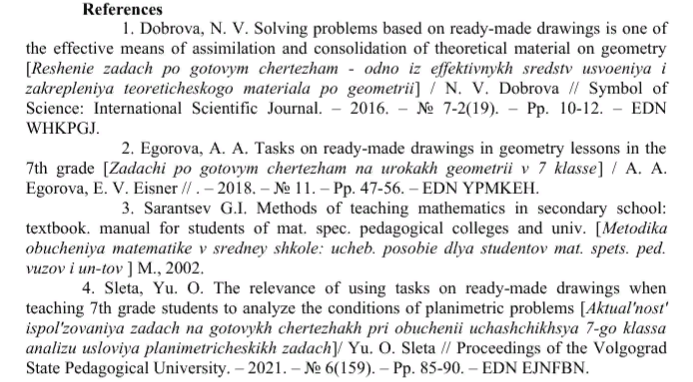 References
1. Dobrova, N. V. Solving problems based on ready-made drawings is one of
the effective means of assimilation and consolidation of theoretical material on geometry
[Reshenie zadach po gotovym chertezham - odno iz effektivnykh sredstv usvoeniya i
zakrepleniya teoreticheskogo materiala po geometrii] / N. V. Dobrova // Symbol of
Science: International Scientific Journal. – 2016. – № 7-2(19). – Pp. 10-12. – EDN
WHKPGJ.
2. Egorova, A. A. Tasks on ready-made drawings in geometry lessons in the
7th grade [Zadachi po gotovym chertezham na urokakh geometrii v 7 klasse] / A. A.
Egorova, E. V. Eisner // . – 2018. – № 11. – Pp. 47-56. – EDN YPMKEH.
3. Sarantsev G.I. Methods of teaching mathematics in secondary school:
textbook. manual for students of mat. spec. pedagogical colleges and univ. [Metodika
obucheniya matematike v sredney shkole: ucheb. posobie dlya studentov mat. spets. ped.
vuzov i un-tov ] M., 2002.
4. Sleta, Yu. O. The relevance of using tasks on ready-made drawings when
teaching 7th grade students to analyze the conditions of planimetric problems [Aktual'nost'
ispol'zovaniya zadach na gotovykh chertezhakh pri obuchenii uchashchikhsya 7-go klassa
analizu usloviya planimetricheskikh zadach]/ Yu. O. Sleta // Proceedings of the Volgograd
State Pedagogical University. – 2021. – № 6(159). – Pp. 85-90. – EDN EJNFBN.